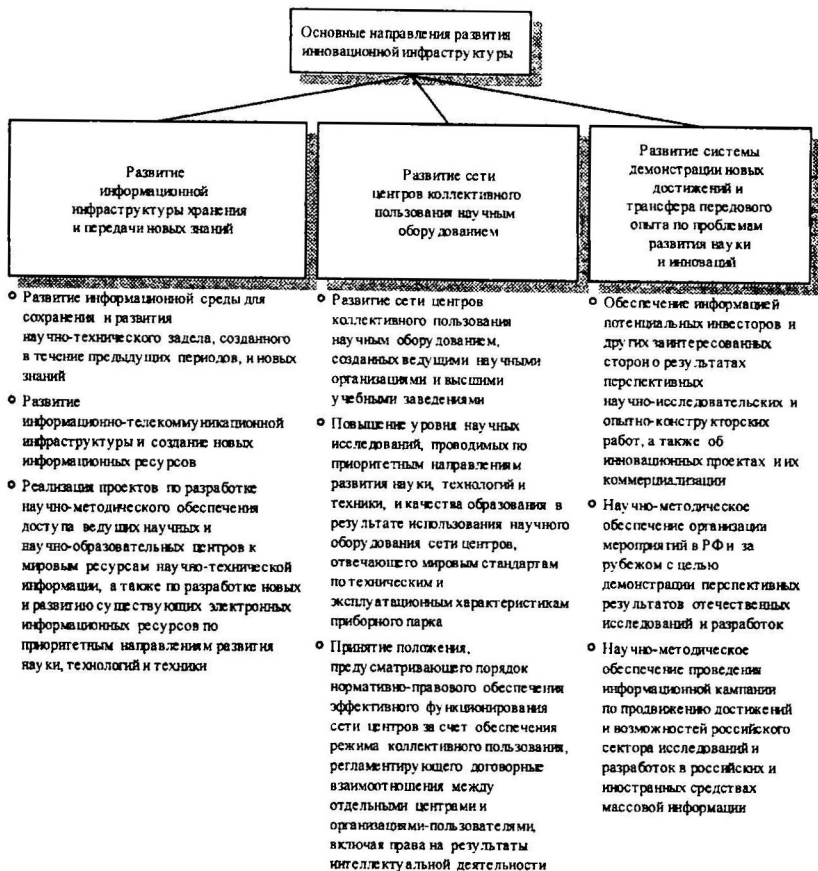 Основные направления развития
инновационной инфраструктуры
Развитие
информационной
инфраструктуры хранения
и передачи новых знаний
Развитие сети
центров коллективного
пользования научным
оборудованием
Развитие системы
демонстрации новых
достижений и
трансфера передового
опыта по проблемам
развития науки
и инноваций
Развитие информационной среды для
сохранения и развития
научно-технического задела, созданного
в течение предыдущих периодов, и новых
знаний
Развитие
информационно-телекоммуникационной
инфраструктуры и создание новых
информационных ресурсов
Реализация проектов по разработке
научно-методического обеспечения
доступа ведущих научных и
научно-образовательных центров к
мировым ресурсам научно-технической
информации, а также по разработке новых
и развитию существующих электронных
информационных ресурсов по
приоритетным направлениям развития
науки, технологий и техники
Развитие сети центров
коллективного пользования
научным оборудованием,
созданных ведущими научными
организациями и высшими
учебными заведениями
Повышение уровня научных
исследований, проводимых по
приоритетным направлениям
развития науки, технологий и
техники, и качества образования в
результате использования научного
оборудования сети центров,
отвечающего мировым стандартам
по техническим и
эксплуатационным характеристикам
приборного парка
Принятие положения,
предусматривающего порядок
нормативно-правового обеспечения
эффективного функционирования
сети центров за счет обеспечения
режима коллективного пользования,
регламентирующего договорные
взаимоотношения между
отдельными центрами и
организациями-пользователями,
включая права на результаты
интеллектуальной деятельности
Обеспечение информацией
потенциальных инвесторов и
других заинтересованных
сторон о результатах
перспективных
научно-исследовательских и
опытно-конструкторских
работ, а также об
инновационных проектах и их
коммерциализации
Научно-методическое
обеспечение организации
мероприятий в РФ и за
рубежом с целью
демонстрации перспективных
результатов отечественных
исследований и разработок
Научно-методическое
обеспечение проведения
информационной кампании
по продвижению достижений
и возможностей российского
сектора исследований и
разработок в российских и
иностранных средствах
массовой информации